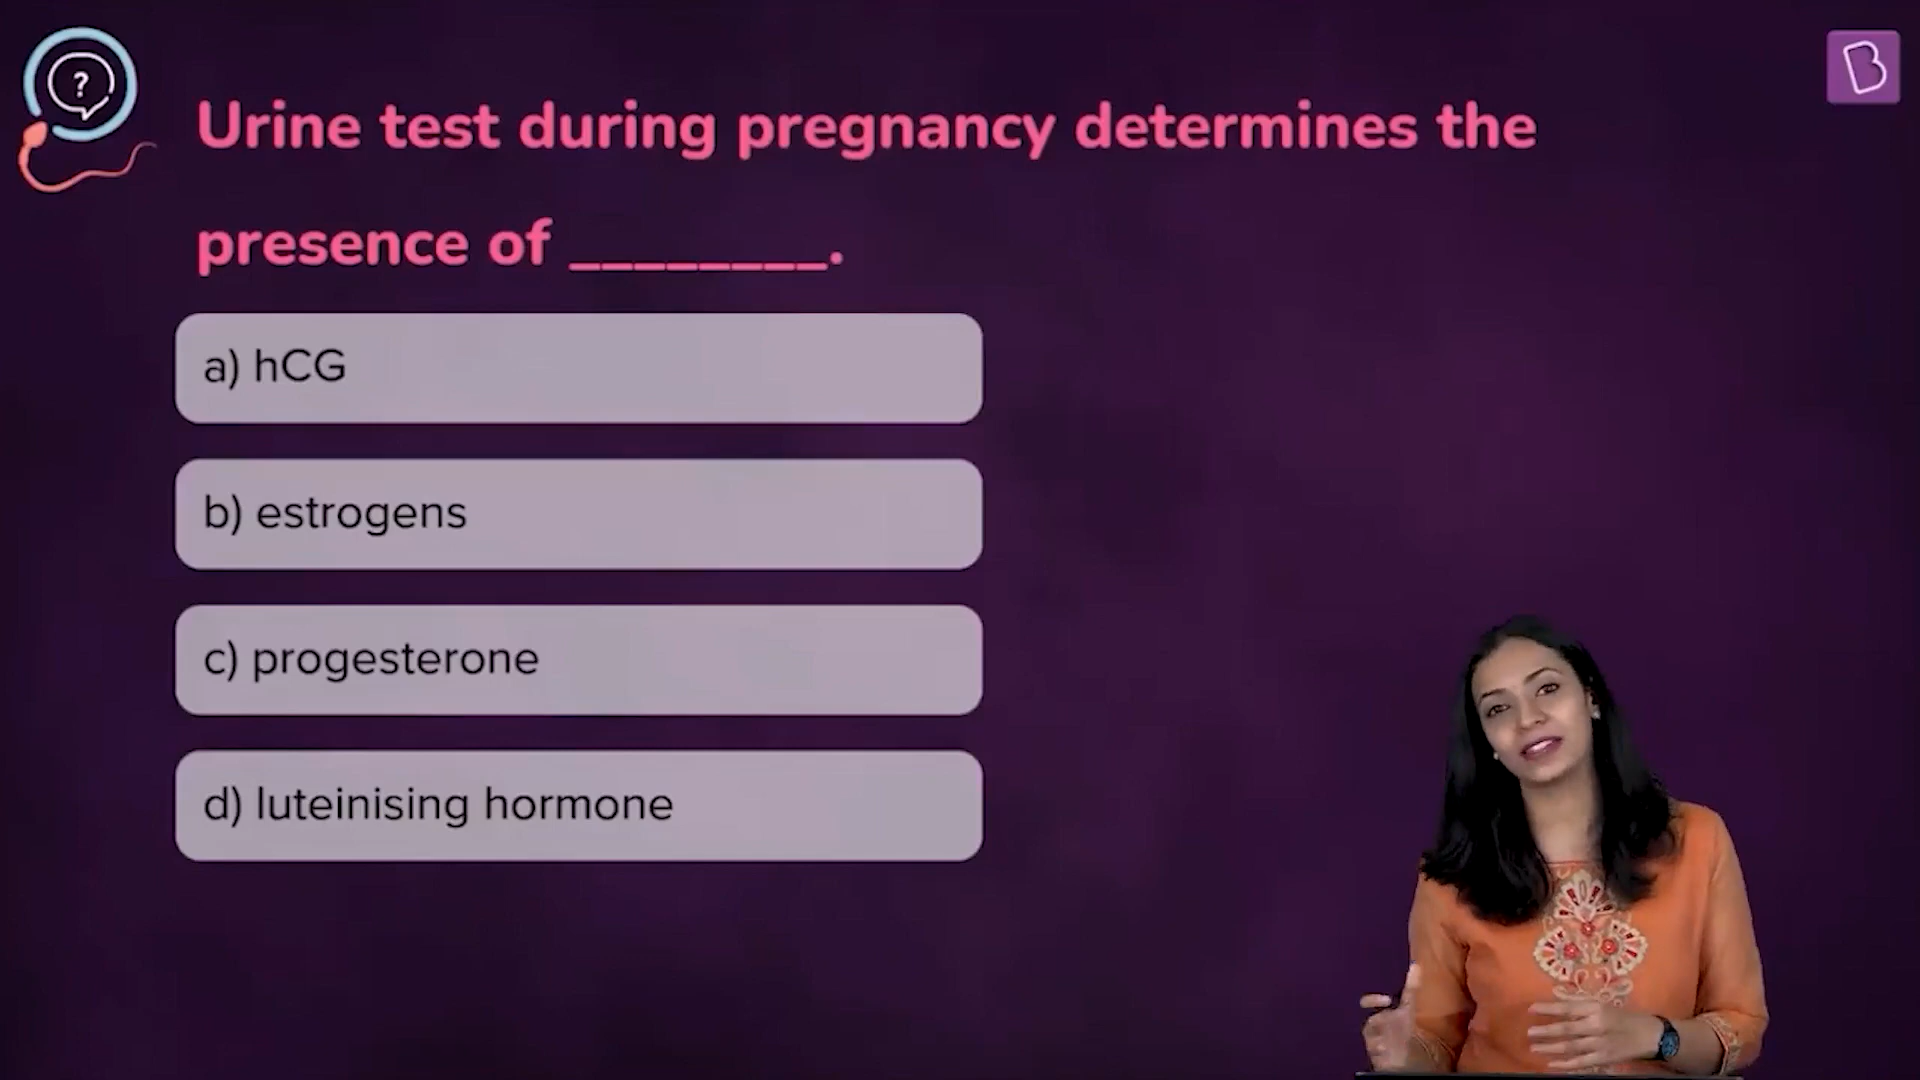 ?
B
Urine test during pregnancy determines the
presence of ________.
a) hCG
b) estrogens
c) progesterone
d) luteinising hormone